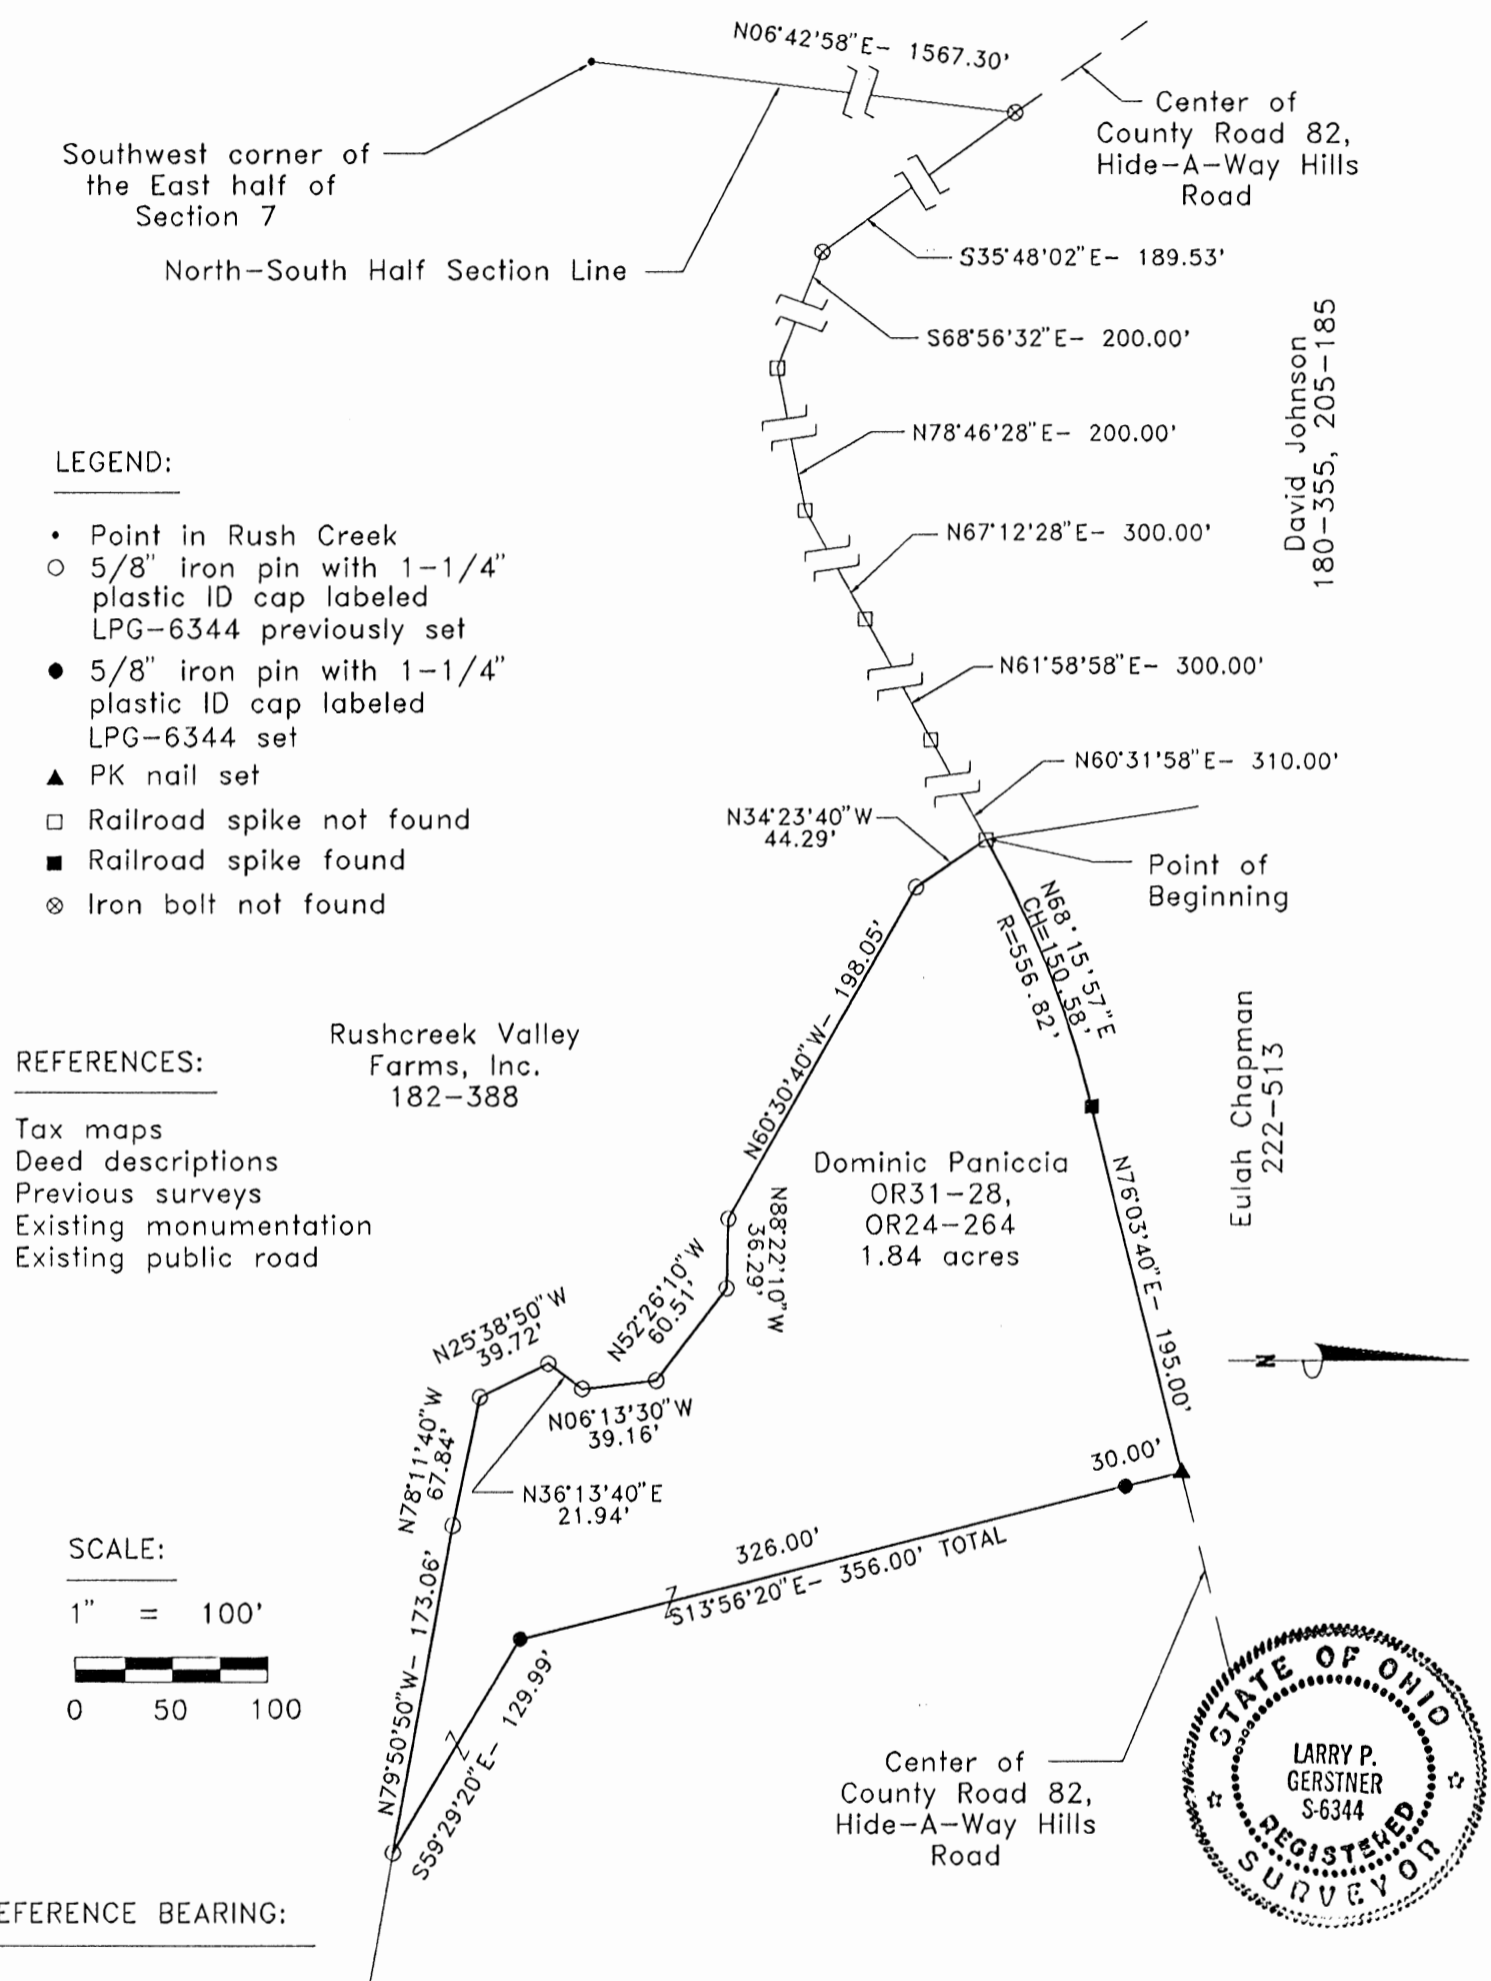 N06°42'58"E- 1567.30'
Center of
County Road 82,
Hide-A-Way Hills
Road
Southwest corner of
the East half of
Section 7
North-South Half Section Line
S35°48'02"E- 189.53'
S68°56'32"E- 200.00'
N78°46'28"E- 200.00'
David Johnson
180-355, 205-185
N67°12'28"E- 300.00'
N61°58'58"E- 300.00'
N60°31'58"E- 310.00'
LEGEND:
Point in Rush Creek
5/8" iron pin with 1-1/4"
plastic ID cap labeled
LPG-6344 previously set
5/8" iron pin with 1-1/4"
plastic ID cap labeled
LPG-6344 set
PK nail set
Railroad spike not found
Railroad spike found
Iron bolt not found
N34°23'40"W
44.29'
Point of
Beginning
N68°15'57"E
CH=150.58'
R=556.82'
N60°30'40"W- 198.05'
Rushcreek Valley
Farms, Inc.
182-388
REFERENCES:
Tax maps
Deed descriptions
Previous surveys
Existing monumentation
Existing public road
Eulah Chapman
222-513
Dominic Paniccia
OR31-28,
OR24-264
1.84 acres
N76°03'40"E- 195.00'
N88°22'10"W
36.29'
N52°26'10"W
60.51'
N25°38'50"W
39.72'
N06°13'30"W
39.16'
N78°11'40"W
67.84'
N36°13'40"E
21.94'
N
30.00'
326.00'
S13°56'20"E- 356.00' TOTAL
SCALE:
1" = 100'
0 50 100
N79°50'50"W- 173.06'
S59°29'20"E- 129.99'
Center of
County Road 82,
Hide-A-Way Hills
Road
STATE OF OHIO
LARRY P.
GERSTNER
S-6344
REGISTERED
SURVEYOR
EFERENCE BEARING: